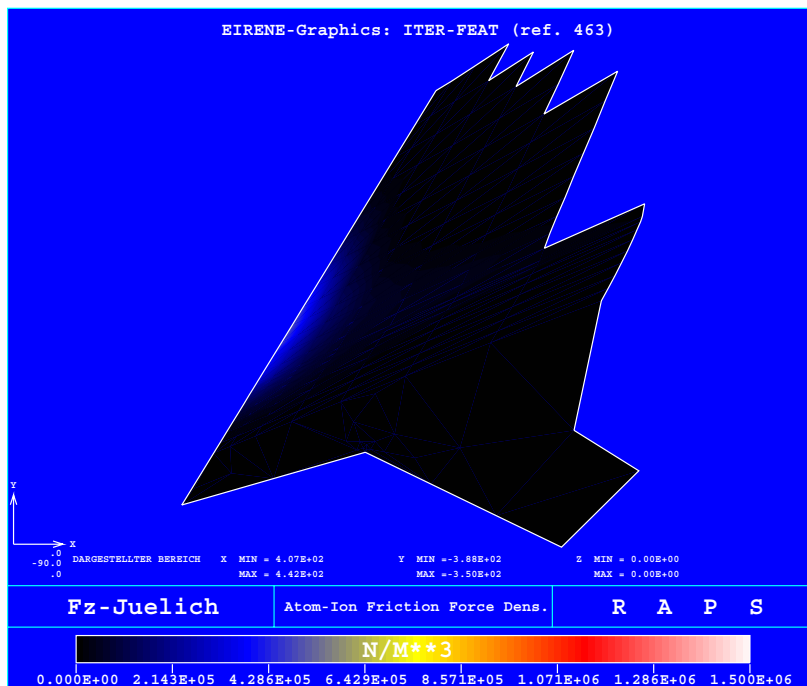 EIRENE-Graphics: ITER-FEAT (ref. 463)
Y
X
.0
-90.0
.0
DARGESTELLTER BEREICH X MIN = 4.07E+02 Y MIN =-3.88E+02 Z MIN = 0.00E+00
MAX = 4.42E+02 MAX =-3.50E+02 MAX = 0.00E+00
Fz-Juelich Atom-Ion Friction Force Dens. R A P S
N/M**3
0.000E+00 2.143E+05 4.286E+05 6.429E+05 8.571E+05 1.071E+06 1.286E+06 1.500E+06